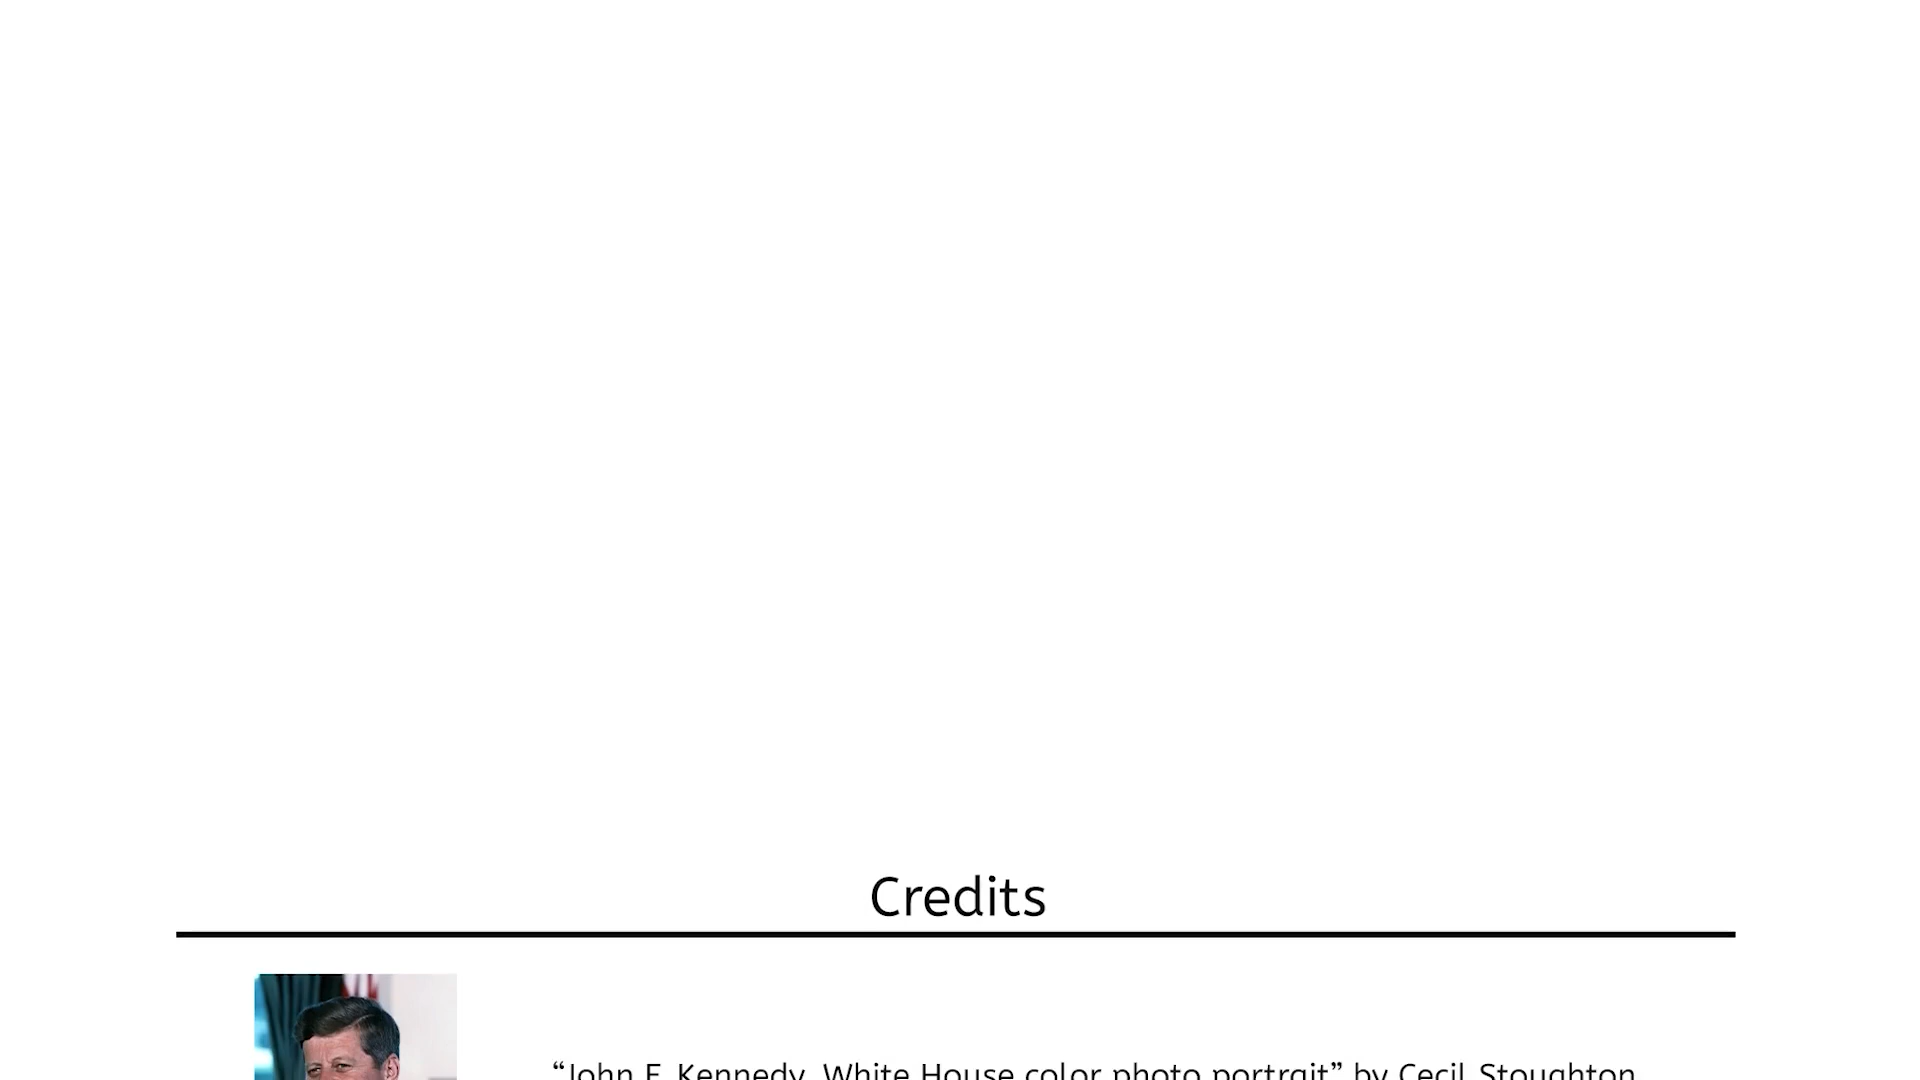 Credits
“John F. Kennedy, White House color photo portrait” by Cecil Stoughton,